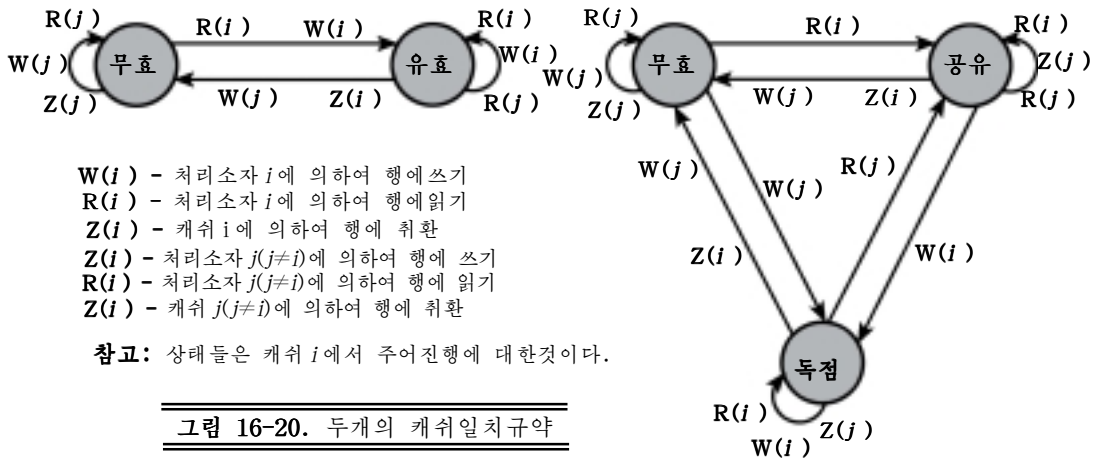 R(j)
R(i)
W(i)
R(i)
W(j)
무효
유효
W(i)
Z(j)
W(j)
Z(i)
R(j)
R(j)
R(i)
R(i)
W(j)
무효
공유
Z(j)
Z(j)
W(j)
Z(i)
R(j)
W(j)
W(j)
R(j)
Z(i)
W(i)
독점
R(i)
W(i)
Z(j)
W(i) - 처리소자 i에 의하여 행에쓰기
R(i) - 처리소자 i에 의하여 행에읽기
Z(i) - 캐쉬 i에 의하여 행에 취환
Z(i) - 처리소자 j(j≠i)에 의하여 행에 쓰기
R(i) - 처리소자 j(j≠i)에 의하여 행에 읽기
Z(i) - 캐쉬 j(j≠i)에 의하여 행에 취환
참고: 상태들은 캐쉬 i에서 주어진행에 대한것이다.
그림 16-20. 두개의 캐쉬일치규약